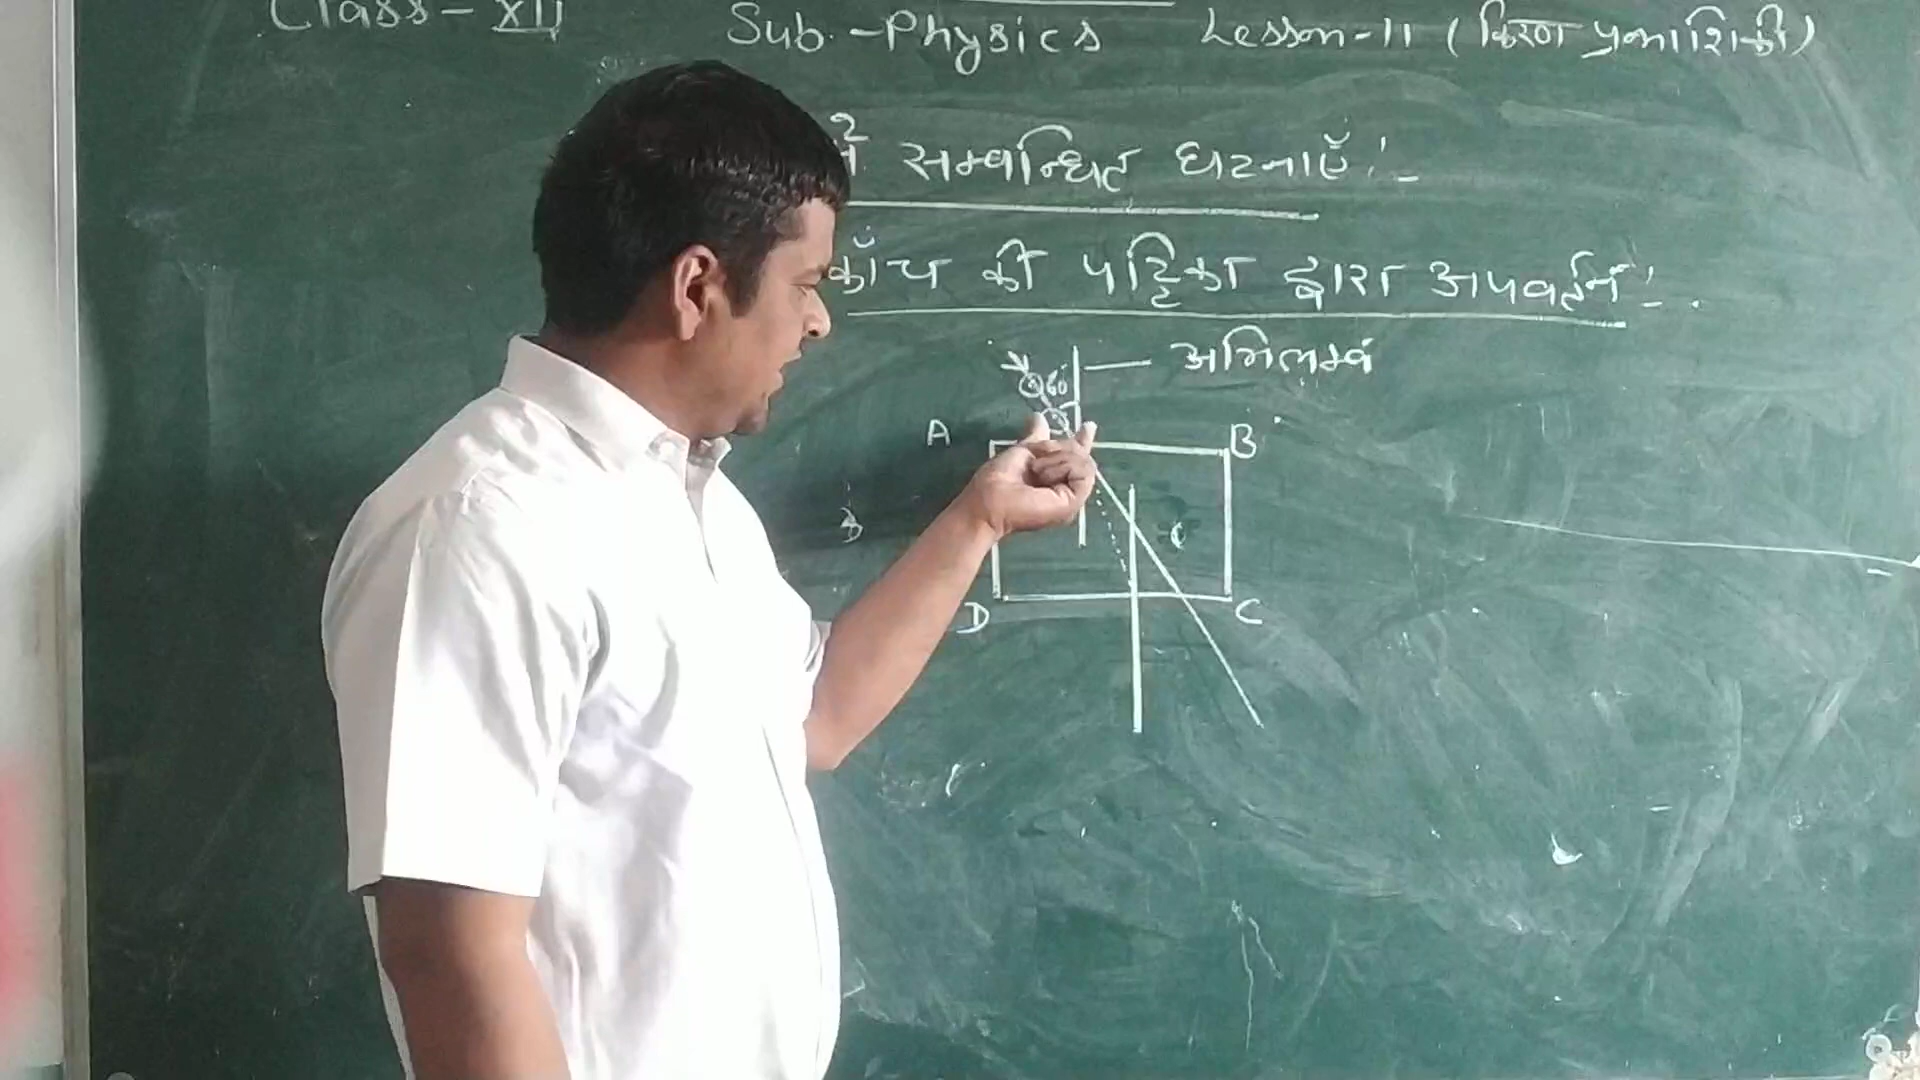 Class - XII Sub. - Physics Lesson - 11 (किरण प्रकाशिकी)
सम्बन्धित घटनाएँ :-
काँच की पट्टिका द्वारा अपवर्तन :-
अभिलम्ब
60°
A B
D C